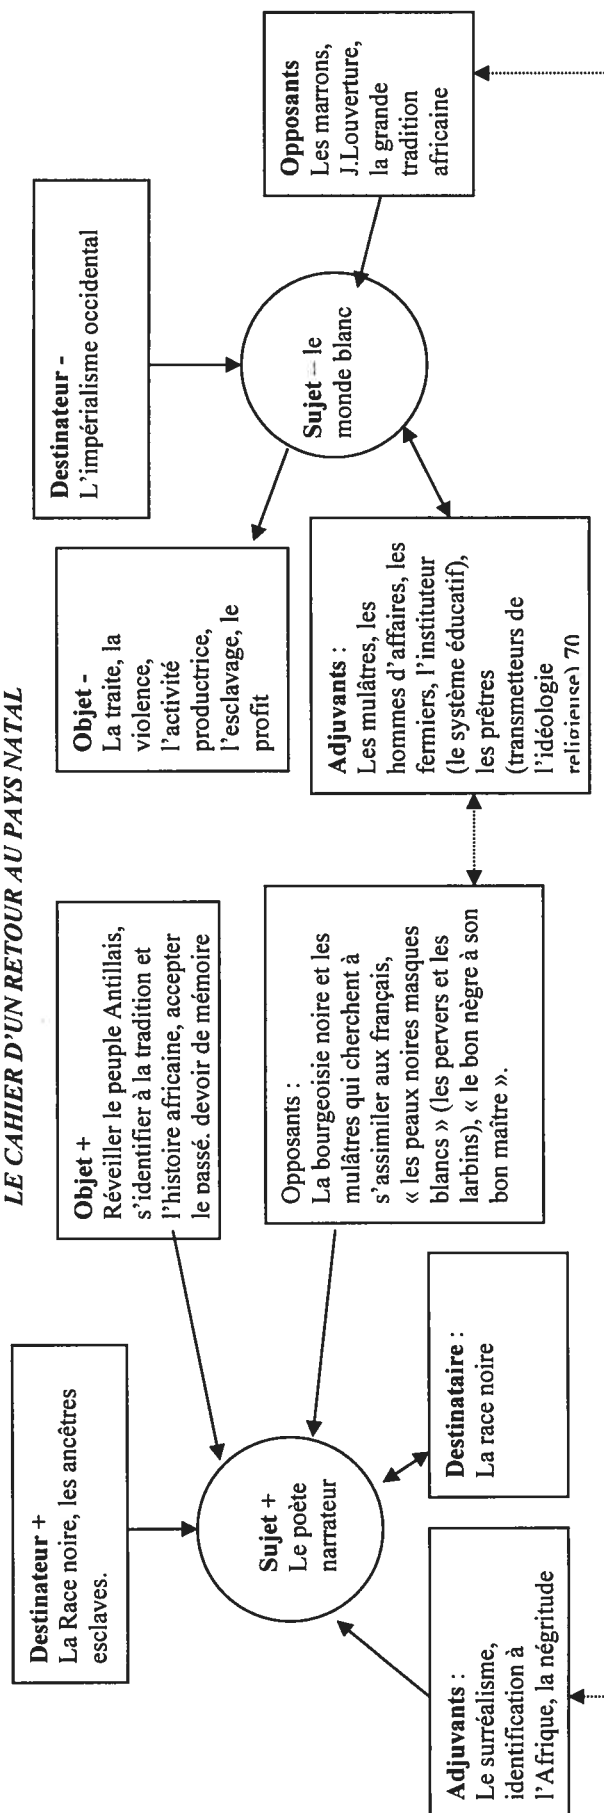 LE CAHIER D'UN RETOUR AU PAYS NATAL
Destinateur +
La Race noire, les ancêtres
esclaves.
Sujet +
Le poète
narrateur
Adjuvants :
Le surréalisme,
identification à
l'Afrique, la négritude
Destinataire :
La race noire
Objet +
Réveiller le peuple Antillais,
s'identifier à la tradition et
l'histoire africaine, accepter
le passé. devoir de mémoire
Opposants :
La bourgeoisie noire et les
mulâtres qui cherchent à
s'assimiler aux français,
« les peaux noires masques
blancs » (les pervers et les
larbins), « le bon nègre à son
bon maître ».
Objet -
La traite, la
violence,
l'activité
productrice,
l'esclavage, le
profit
Adjuvants :
Les mulâtres, les
hommes d'affaires, les
fermiers, l'instituteur
(le système éducatif),
les prêtres
(transmetteurs de
l'idéologie
religieuse) 70
Destinateur -
L'impérialisme occidental
Sujet – le
monde blanc
Opposants
Les marrons,
J.Louverture,
la grande
tradition
africaine